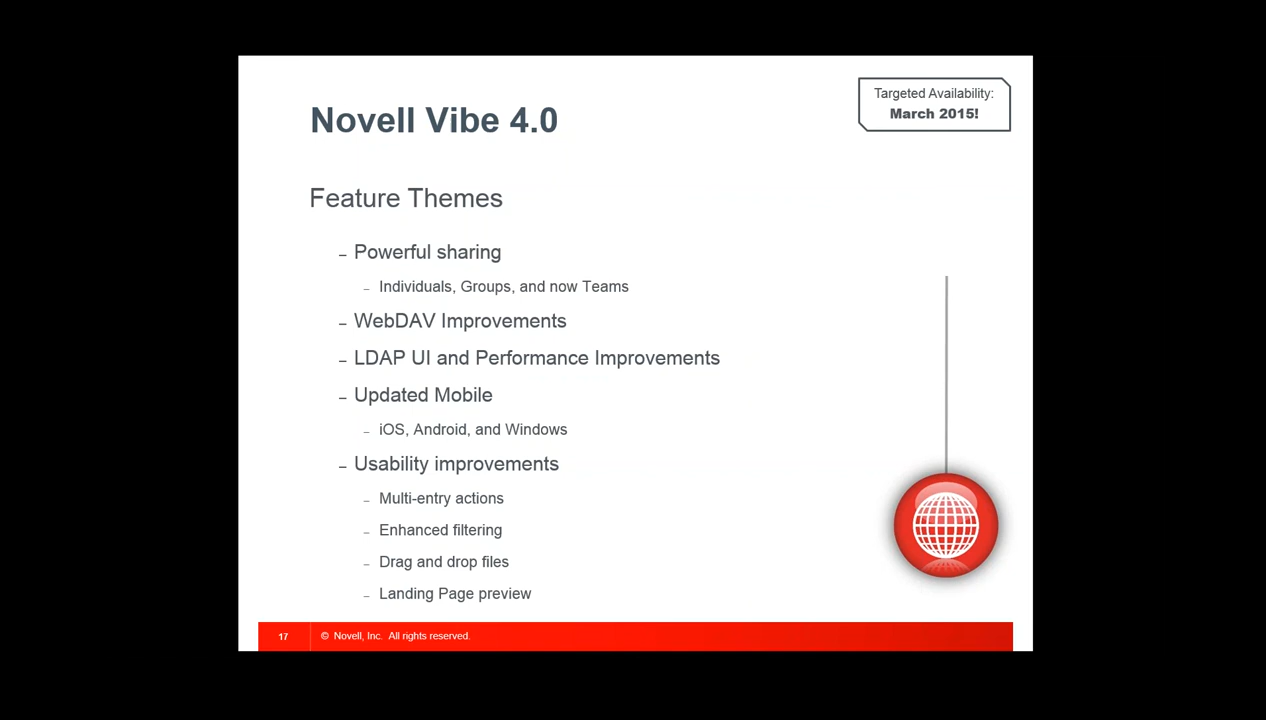 Targeted Availability:
March 2015!
Novell Vibe 4.0
Feature Themes
– Powerful sharing
– Individuals, Groups, and now Teams
– WebDAV Improvements
– LDAP UI and Performance Improvements
– Updated Mobile
– iOS, Android, and Windows
– Usability improvements
– Multi-entry actions
– Enhanced filtering
– Drag and drop files
– Landing Page preview
17 © Novell, Inc. All rights reserved.